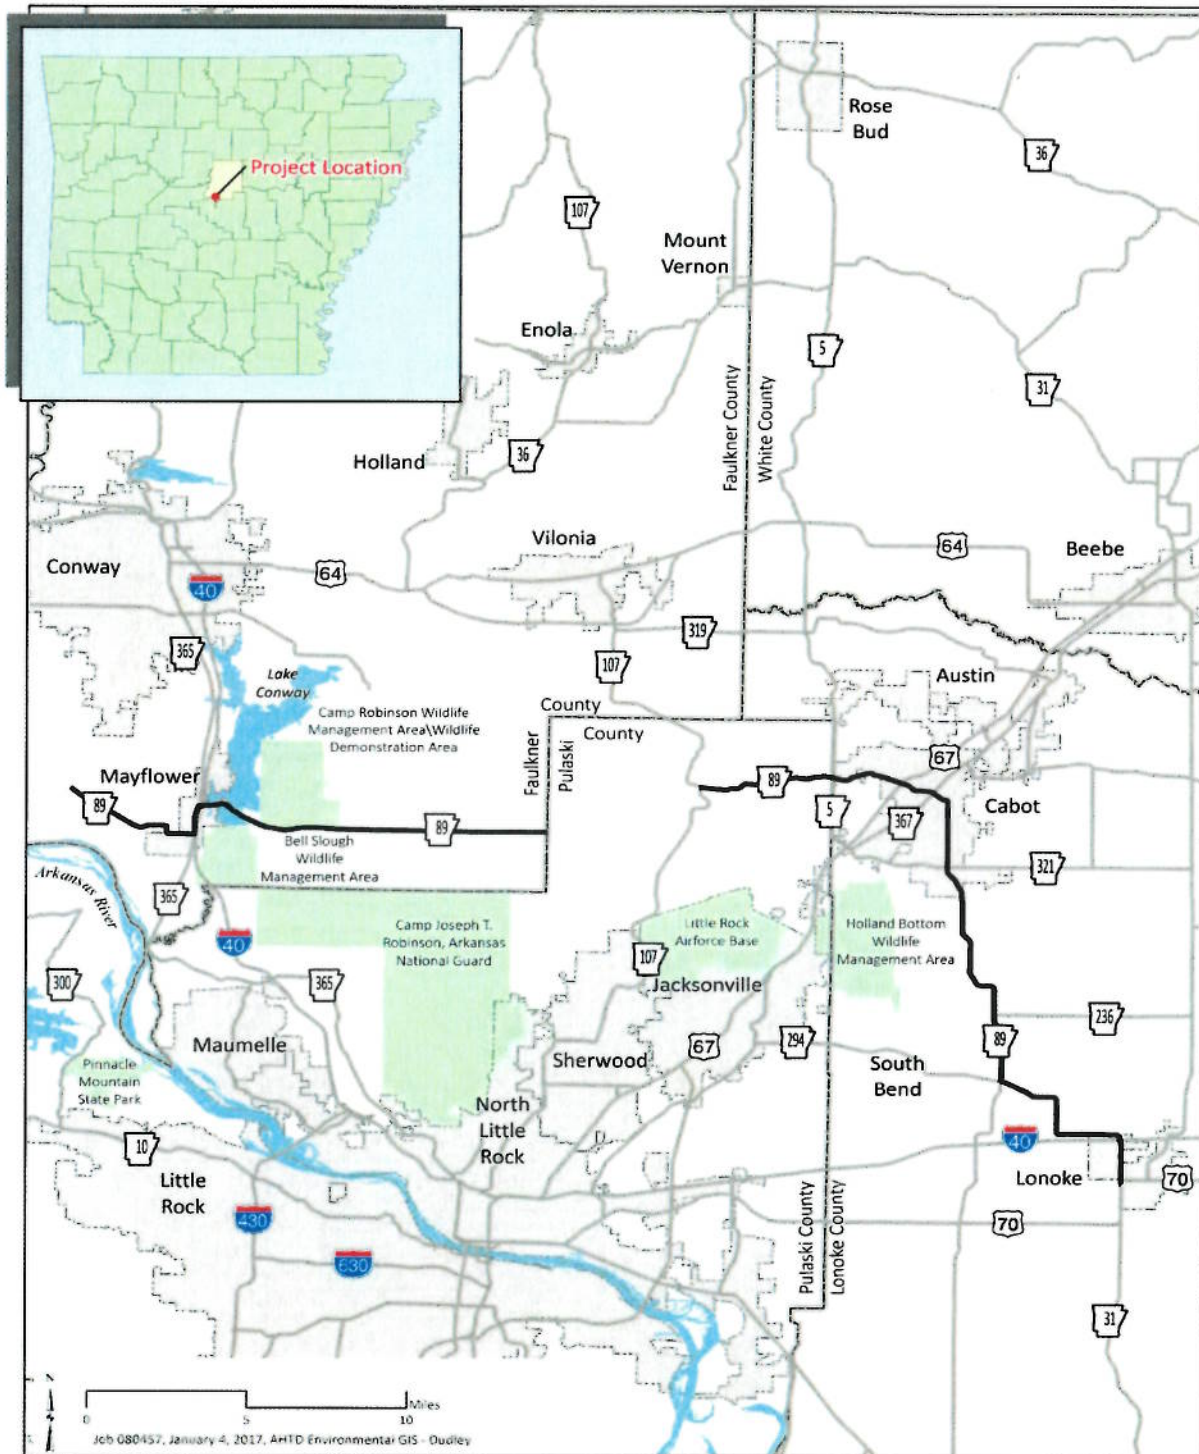 Project Location
Rose
Bud
36
107
Mount
Vernon
Enola
5
31
Faulkner County
White County
36
Holland
Vilonia
64
Beebe
Conway
64
40
319
365
107
Lake
Conway
Austin
Camp Robinson Wildlife
Management Area\Wildlife
Demonstration Area
County
County
Faulkner
Pulaski
67
Mayflower
89
89
Cabot
89
5
367
Bell Slough
Wildlife
Management Area
321
Arkansas River
365
40
Camp Joseph T.
Robinson, Arkansas
National Guard
Little Rock
Airforce Base
Holland Bottom
Wildlife
Management Area
107
300
365
Jacksonville
236
Maumelle
Sherwood
67
294
89
South
Bend
Pinnacle
Mountain
State Park
North
Little
Rock
10
40
Little
Rock
Lonoke
70
430
70
630
Pulaski County
Lonoke County
31
N
Miles
0
5
10
Job 080457, January 4, 2017, AHTD Environmental GIS - Dudley